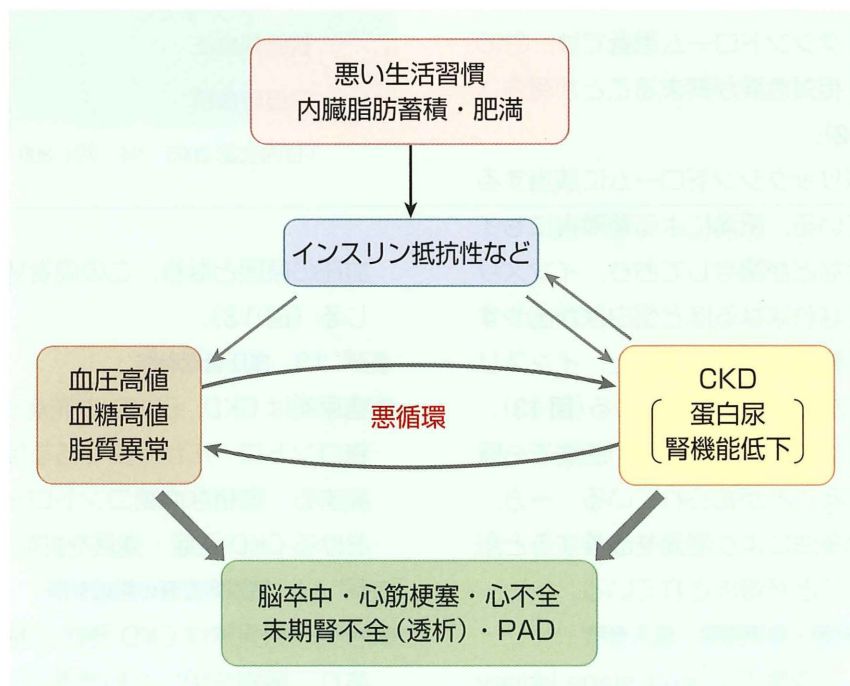 悪い生活習慣
内臓脂肪蓄積・肥満
インスリン抵抗性など
血圧高値
血糖高値
脂質異常
悪循環
CKD
蛋白尿
腎機能低下
脳卒中・心筋梗塞・心不全
末期腎不全(透析)・PAD